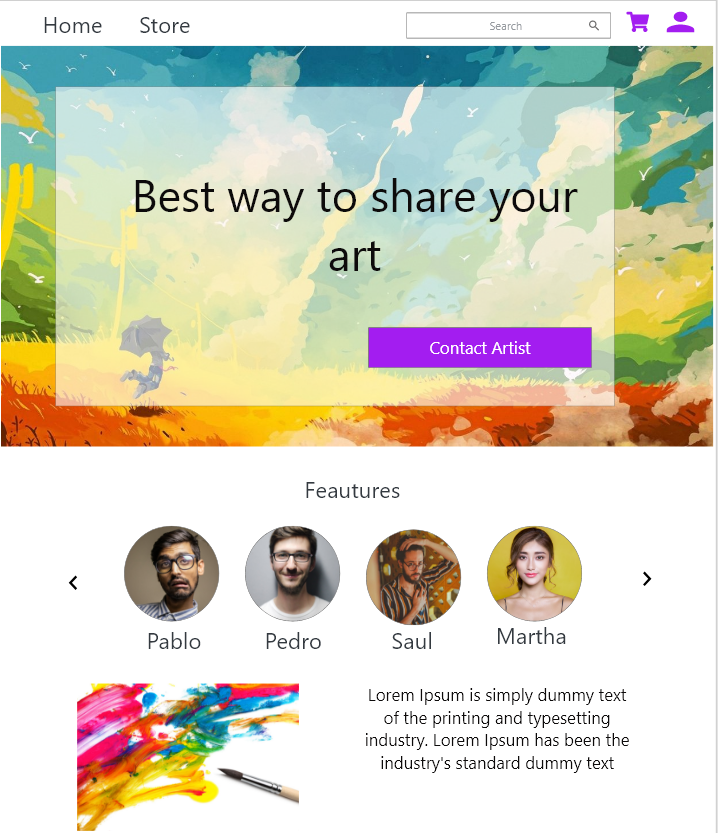 Home Store Search
Best way to share your
art
Contact Artist
Feautures
Pablo Pedro Saul Martha
Lorem Ipsum is simply dummy text
of the printing and typesetting
industry. Lorem Ipsum has been the
industry's standard dummy text